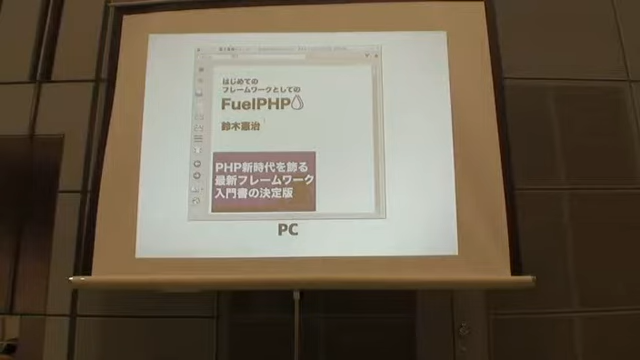 はじめての
フレームワークとしての
FuelPHP
鈴木憲治
PHP新時代を飾る
最新フレームワーク
入門書の決定版
PC